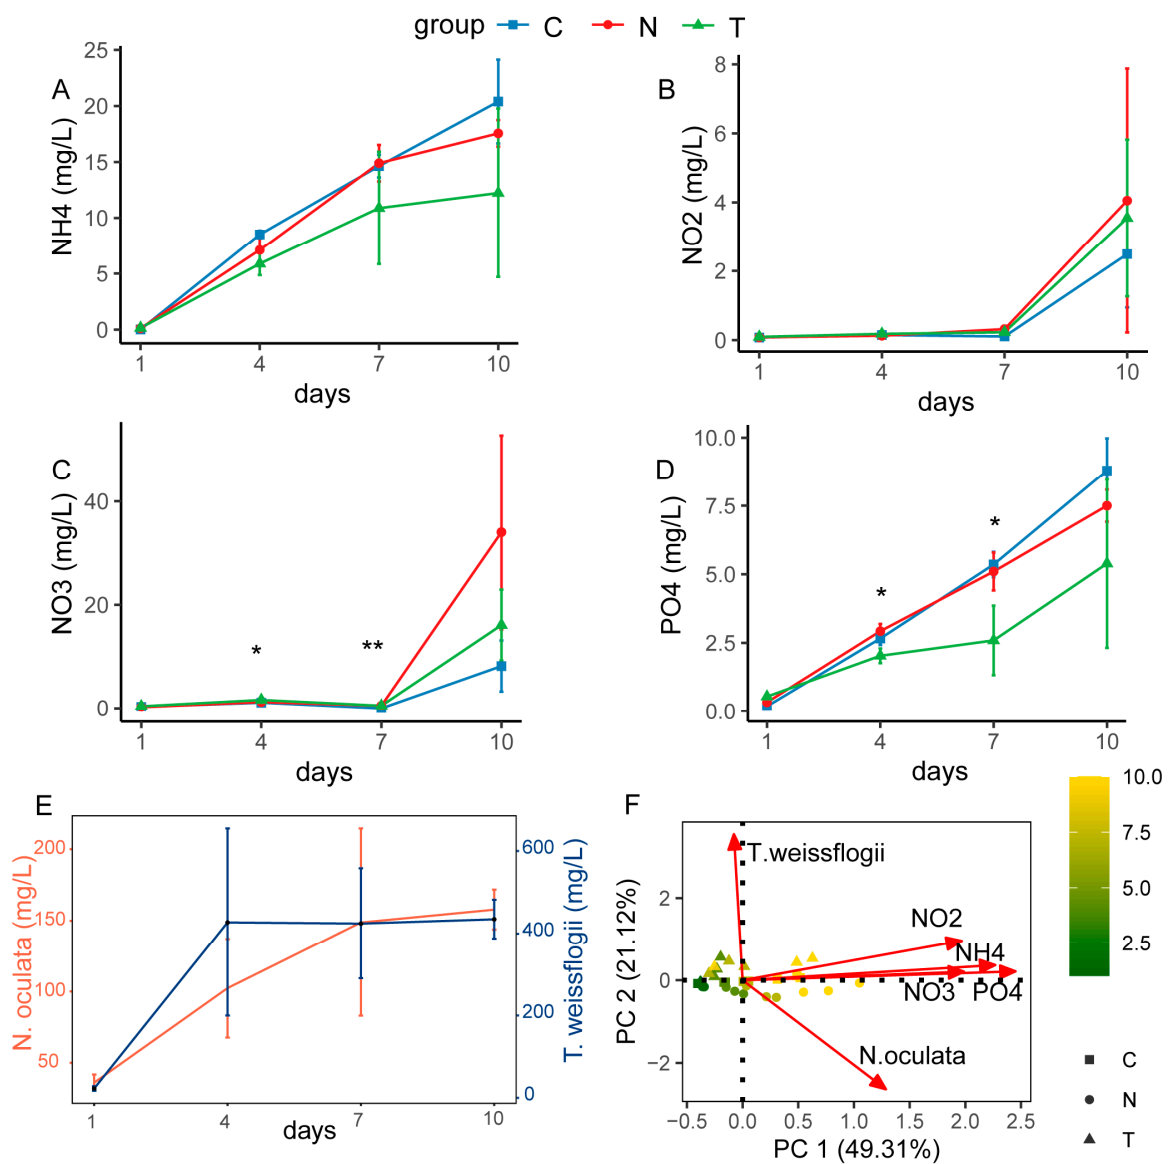 group C N T
A
NH4 (mg/L)
25
20
15
10
5
0
1 4 7 10
days
B
NO2 (mg/L)
8
6
4
2
0
1 4 7 10
days
C
NO3 (mg/L)
40
20
0
* **
1 4 7 10
days
D
PO4 (mg/L)
10.0
7.5
5.0
2.5
0.0
* *
1 4 7 10
days
E
N. oculata (mg/L)
200
150
100
50
T. weissflogii (mg/L)
600
400
200
0
1 4 7 10
days
F
PC 2 (21.12%)
2
0
−2
T.weissflogii
NO2
NH4
NO3 PO4
N.oculata
−0.5 0.0 0.5 1.0 1.5 2.0 2.5
PC 1 (49.31%)
10.0
7.5
5.0
2.5
C
N
T